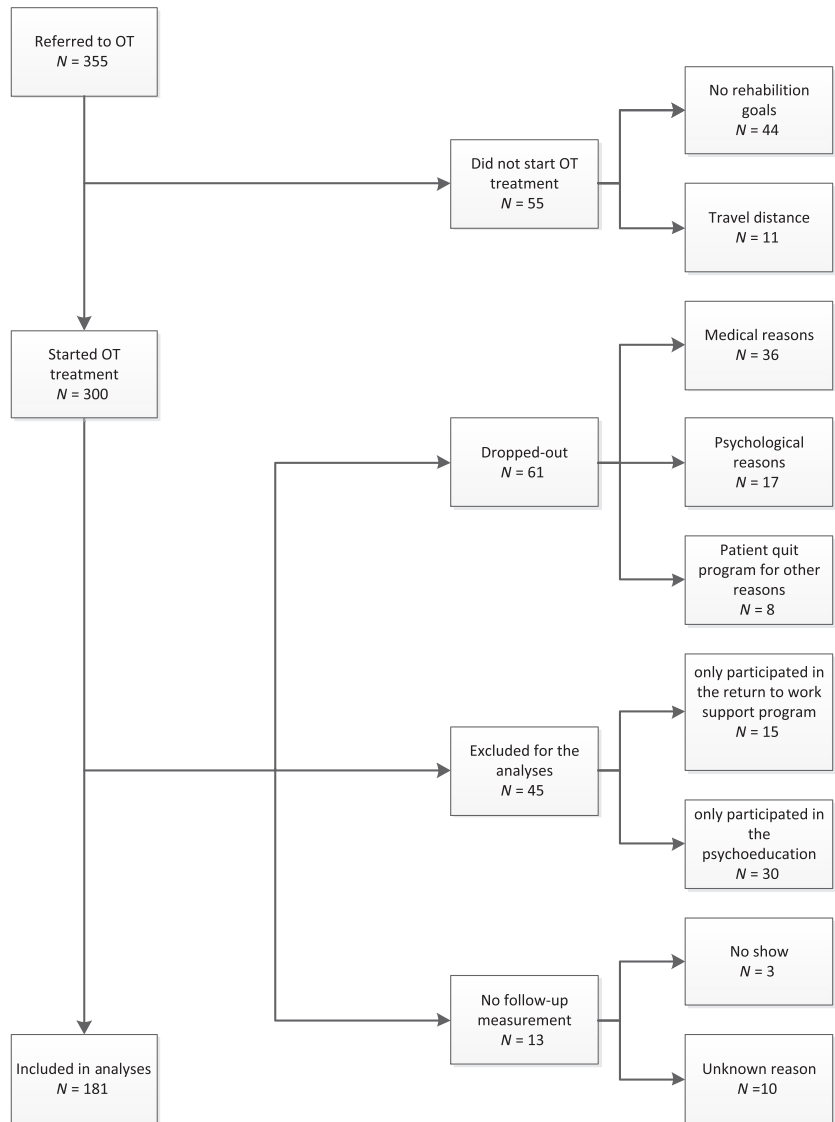 Referred to OT
N = 355
No rehabilition
goals
N = 44
Did not start OT
treatment
N = 55
Travel distance
N = 11
Started OT
treatment
N = 300
Medical reasons
N = 36
Dropped-out
N = 61
Psychological
reasons
N = 17
Patient quit
program for other
reasons
N = 8
only participated in
the return to work
support program
N = 15
Excluded for the
analyses
N = 45
only participated in
the
psychoeducation
N = 30
No show
N = 3
No follow-up
measurement
N = 13
Included in analyses
N = 181
Unknown reason
N =10